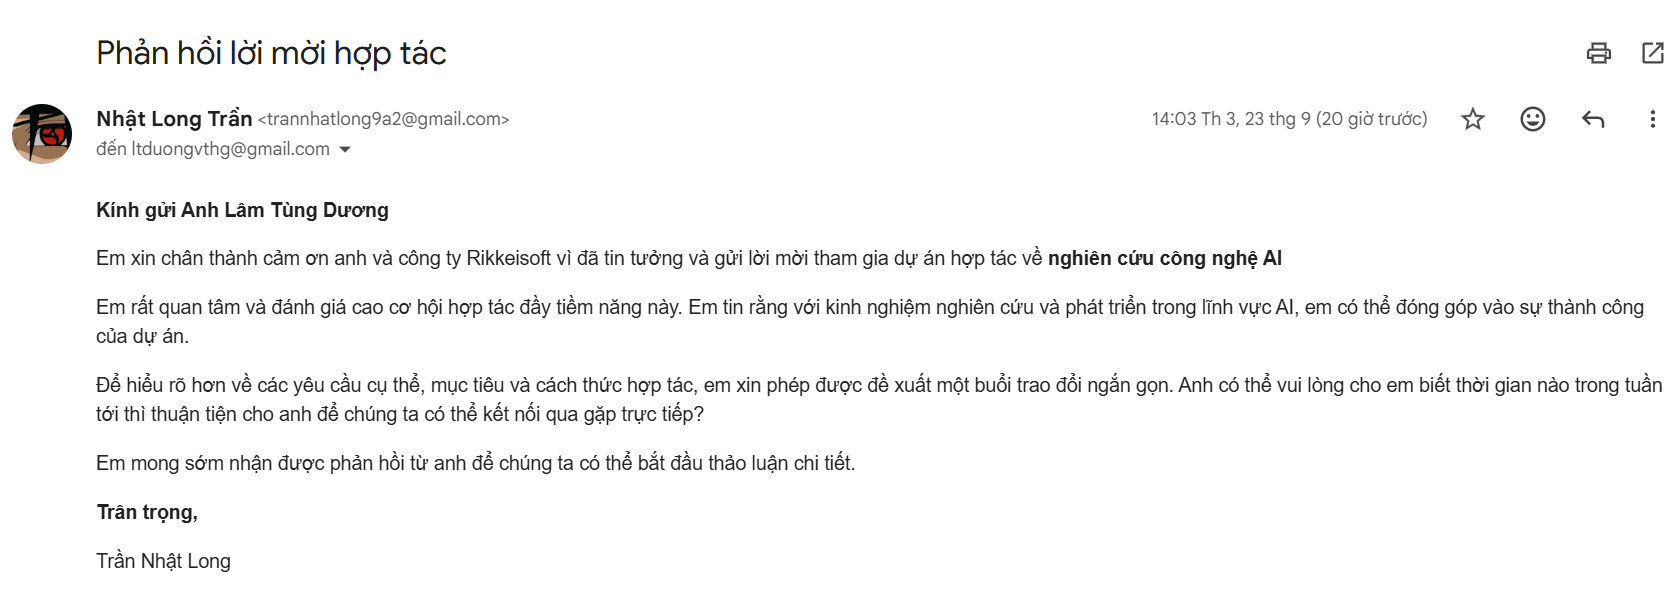 Phản hồi lời mời hợp tác
Nhật Long Trần <trannhatlong9a2@gmail.com>
14:03 Th 3, 23 thg 9 (20 giờ trước)
đến ltduongvthg@gmail.com
Kính gửi Anh Lâm Tùng Dương
Em xin chân thành cảm ơn anh và công ty Rikkeisoft vì đã tin tưởng và gửi lời mời tham gia dự án hợp tác về nghiên cứu công nghệ AI
Em rất quan tâm và đánh giá cao cơ hội hợp tác đầy tiềm năng này. Em tin rằng với kinh nghiệm nghiên cứu và phát triển trong lĩnh vực AI, em có thể đóng góp vào sự thành công
của dự án.
Để hiểu rõ hơn về các yêu cầu cụ thể, mục tiêu và cách thức hợp tác, em xin phép được đề xuất một buổi trao đổi ngắn gọn. Anh có thể vui lòng cho em biết thời gian nào trong tuần
tới thì thuận tiện cho anh để chúng ta có thể kết nối qua gặp trực tiếp?
Em mong sớm nhận được phản hồi từ anh để chúng ta có thể bắt đầu thảo luận chi tiết.
Trân trọng,
Trần Nhật Long